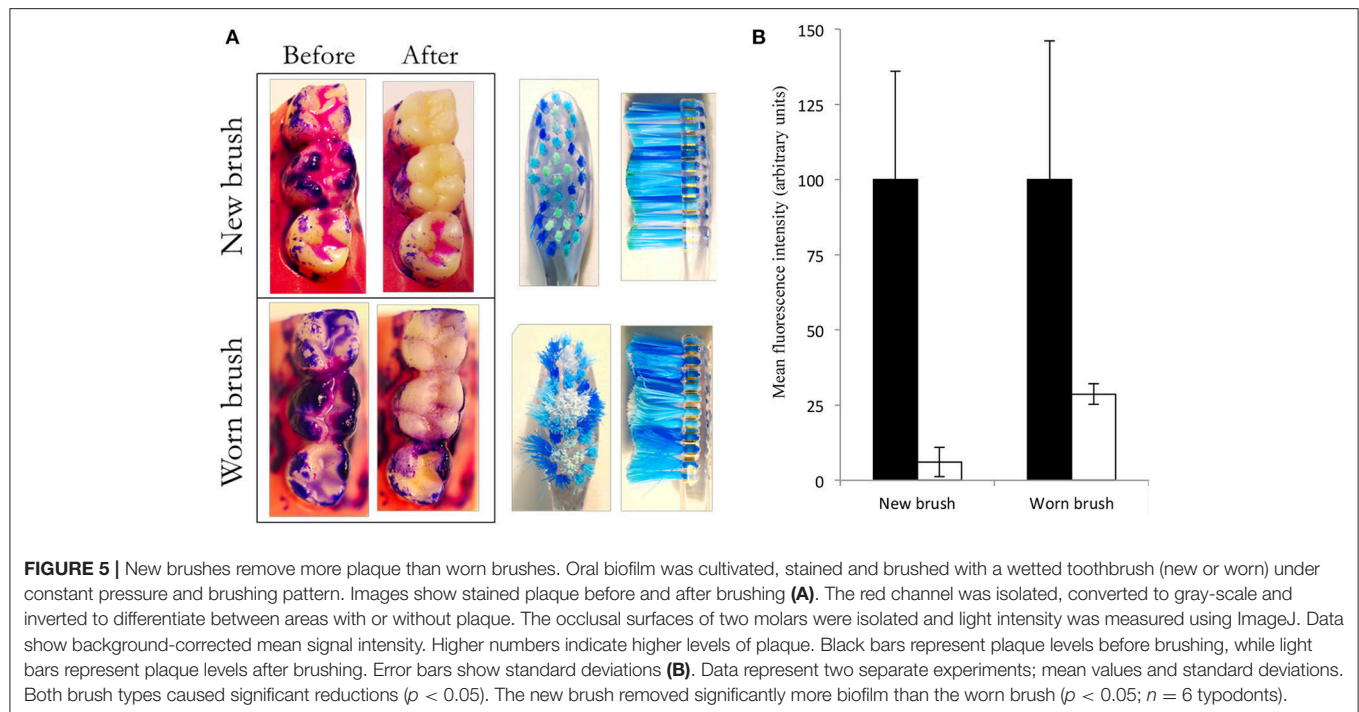 A
Before
After
New brush
Worn brush
B
Mean fluorescence intensity (arbitrary units)
150
125
100
75
50
25
0
New brush
Worn brush
FIGURE 5 | New brushes remove more plaque than worn brushes. Oral biofilm was cultivated, stained and brushed with a wetted toothbrush (new or worn) under
constant pressure and brushing pattern. Images show stained plaque before and after brushing (A). The red channel was isolated, converted to gray-scale and
inverted to differentiate between areas with or without plaque. The occlusal surfaces of two molars were isolated and light intensity was measured using ImageJ. Data
show background-corrected mean signal intensity. Higher numbers indicate higher levels of plaque. Black bars represent plaque levels before brushing, while light
bars represent plaque levels after brushing. Error bars show standard deviations (B). Data represent two separate experiments; mean values and standard deviations.
Both brush types caused significant reductions (p < 0.05). The new brush removed significantly more biofilm than the worn brush (p < 0.05; n = 6 typodonts).